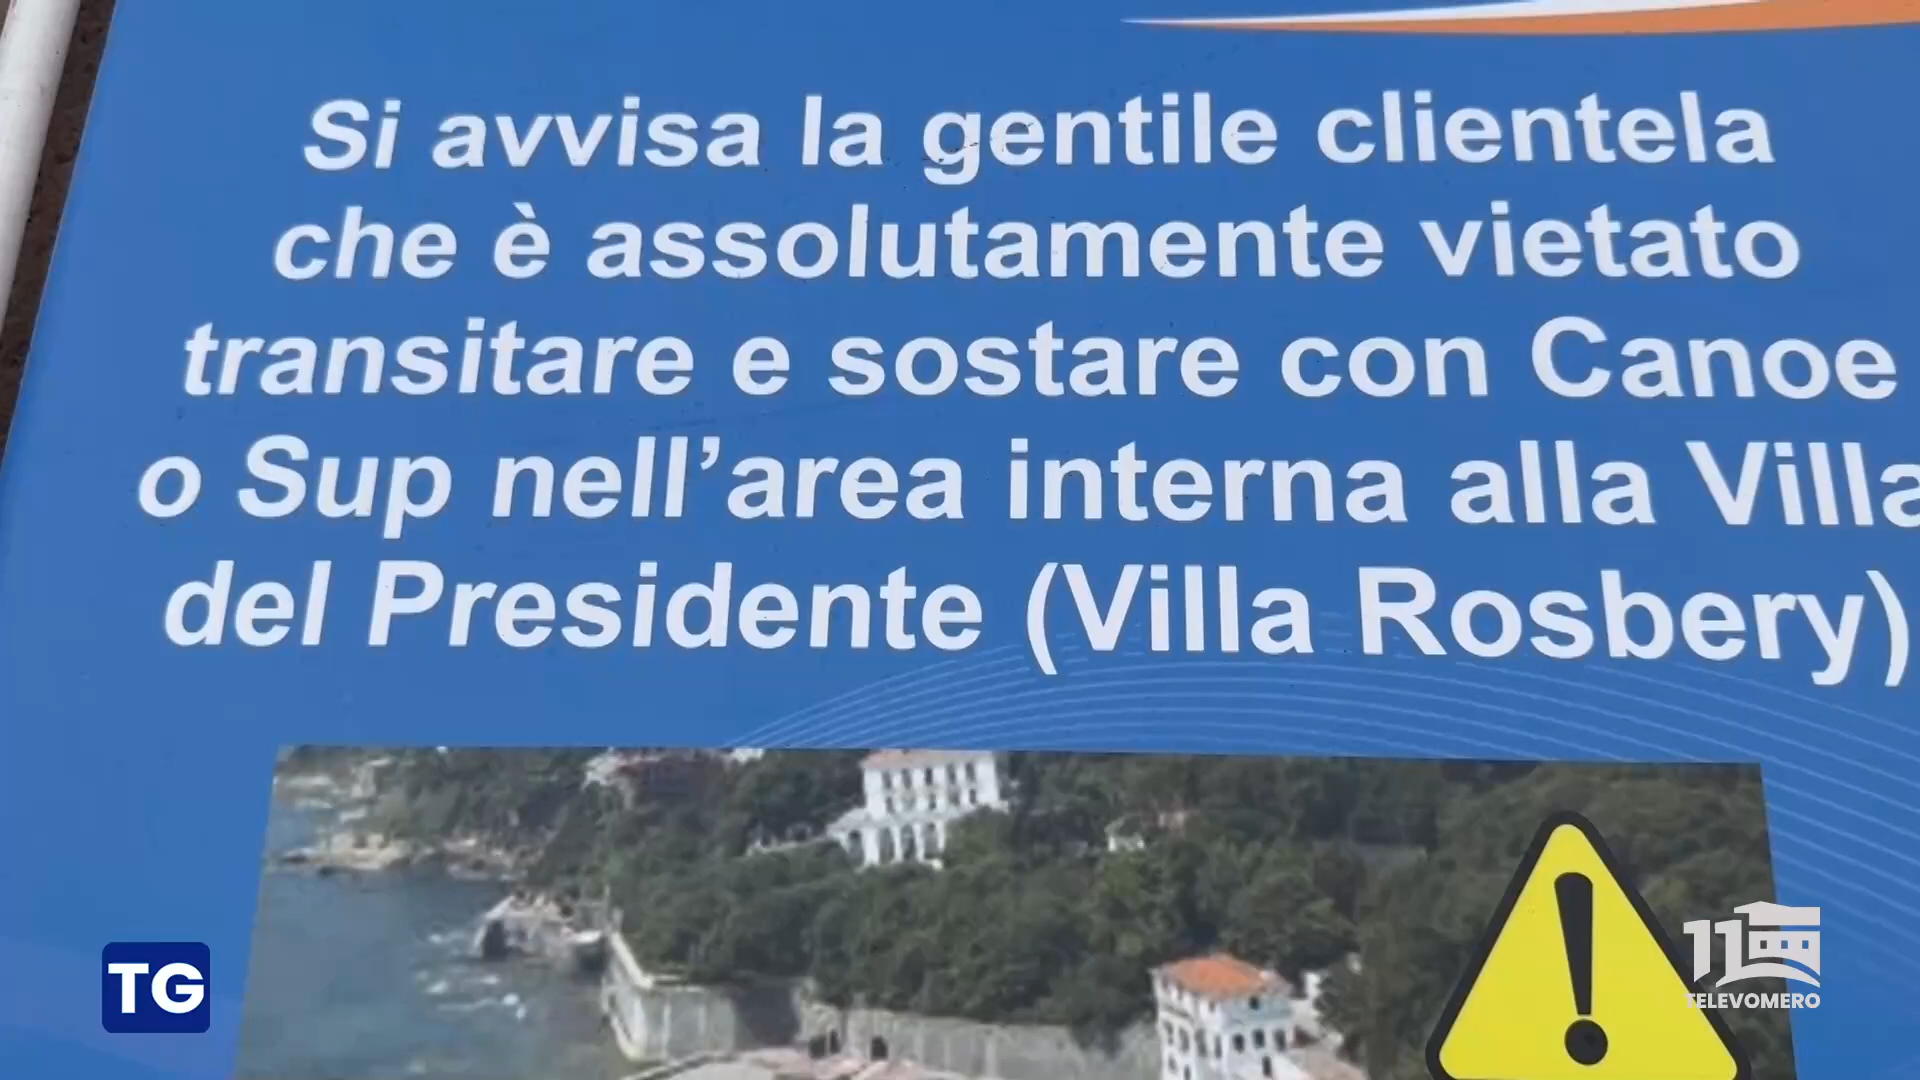 Si avvisa la gentile clientela
che è assolutamente vietato
transitare e sostare con Canoe
o Sup nell’area interna alla Villa
del Presidente (Villa Rosbery)
TG
11
TELEVOMERO